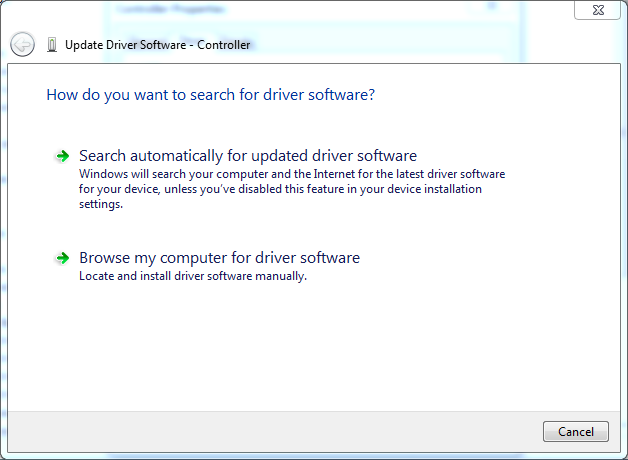 Controller Properties
Update Driver Software - Controller
How do you want to search for driver software?
Search automatically for updated driver software
Windows will search your computer and the Internet for the latest driver software
for your device, unless you've disabled this feature in your device installation
settings.
Browse my computer for driver software
Locate and install driver software manually.
Cancel